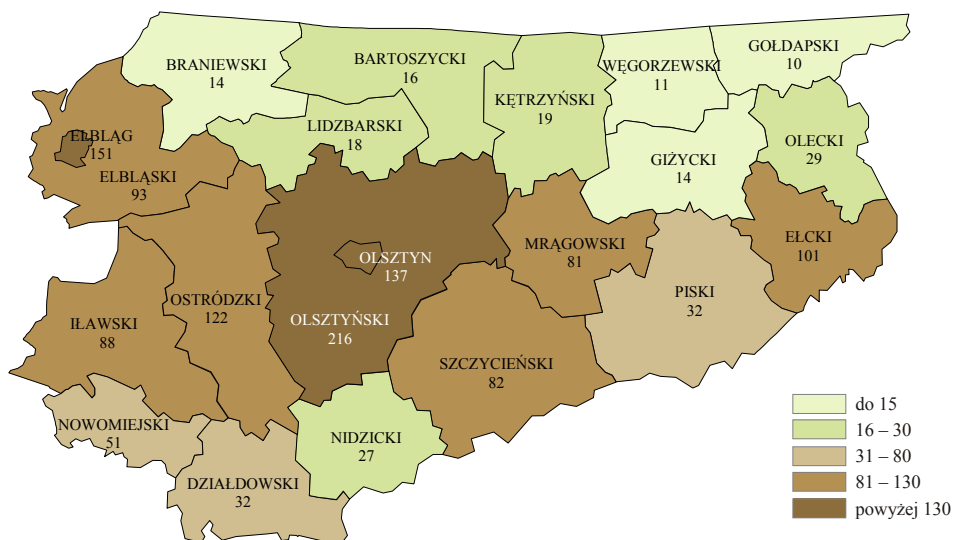 GOŁDAPSKI
10
BRANIEWSKI
14
BARTOSZYCKI
16
WĘGORZEWSKI
11
KĘTRZYŃSKI
19
LIDZBARSKI
18
ELBLĄG
151
OLECKI
29
GIŻYCKI
14
ELBLĄSKI
93
EŁCKI
101
MRĄGOWSKI
81
OLSZTYN
137
PISKI
32
OSTRÓDZKI
122
OLSZTYŃSKI
216
IŁAWSKI
88
SZCZYCIEŃSKI
82
NOWOMIEJSKI
51
NIDZICKI
27
DZIAŁDOWSKI
32
do 15
16 – 30
31 – 80
81 – 130
powyżej 130